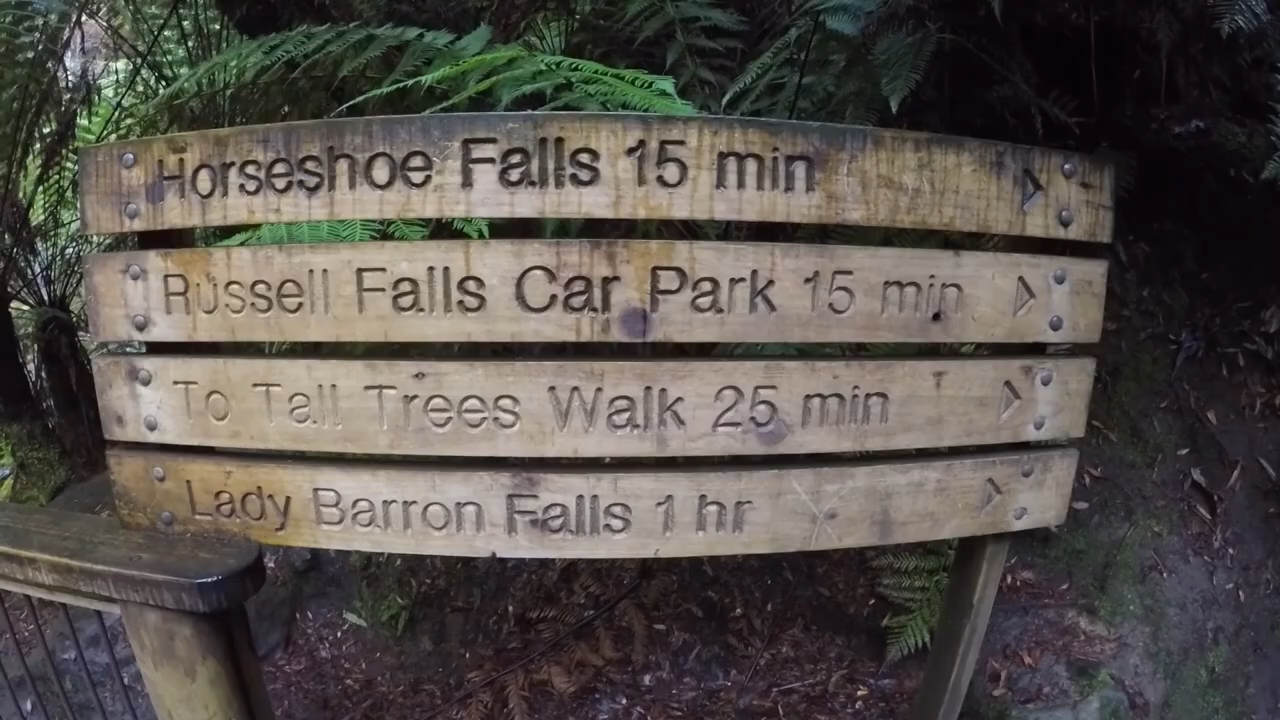 Horseshoe Falls 15 min
Russell Falls Car Park 15 min
To Tall Trees Walk 25 min
Lady Barron Falls 1 hr